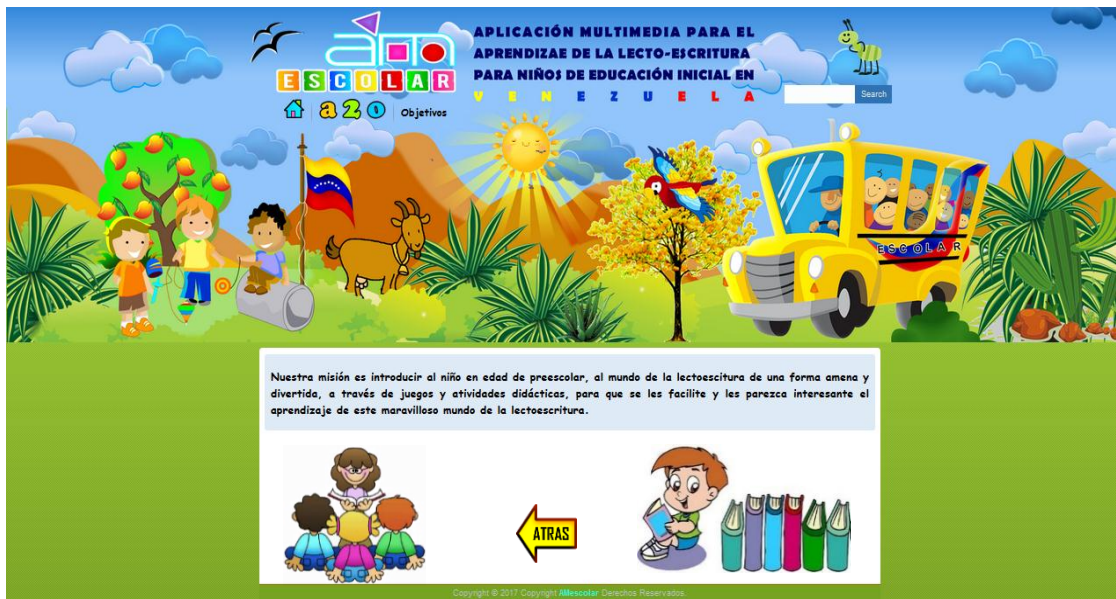 APLICACIÓN MULTIMEDIA PARA EL
APRENDIZAE DE LA LECTO-ESCRITURA
PARA NIÑOS DE EDUCACIÓN INICIAL EN
VENEZUELA
ESCOLAR
Search
a20 Objetivos
ESCOLAR
Nuestra misión es introducir al niño en edad de preescolar, al mundo de la lectoescitura de una forma amena y
divertida, a través de juegos y atividades didácticas, para que se les facilite y les parezca interesante el
aprendizaje de este maravilloso mundo de la lectoescritura.
ATRAS
Copyright © 2017 Copyright AMescolar Derechos Reservados.